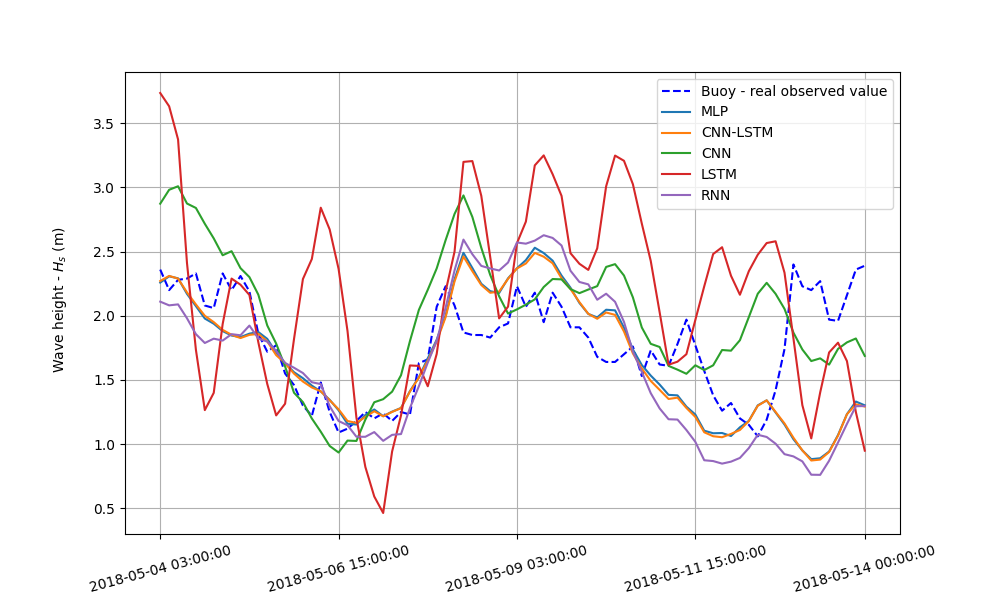 3.5
3.0
2.5
2.0
1.5
1.0
0.5
Wave height - Hₛ (m)
Buoy - real observed value
MLP
CNN-LSTM
CNN
LSTM
RNN
2018-05-04 03:00:00
2018-05-06 15:00:00
2018-05-09 03:00:00
2018-05-11 15:00:00
2018-05-14 00:00:00